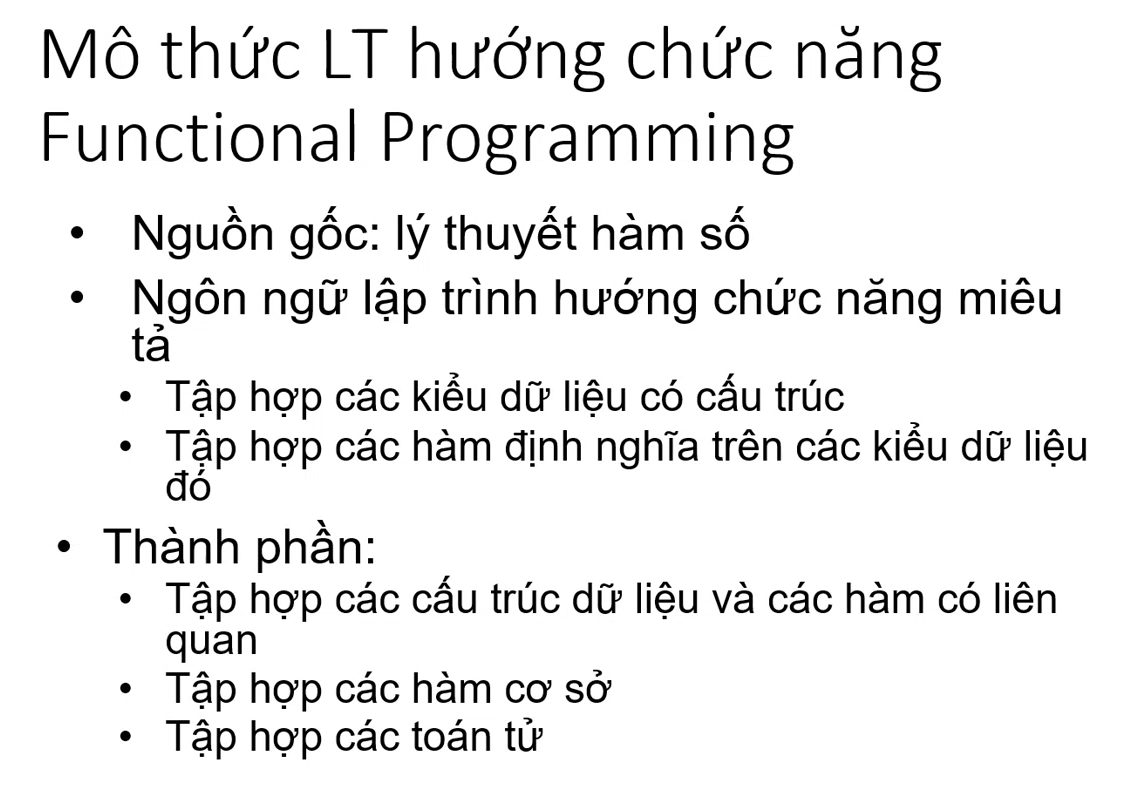 Mô thức LT hướng chức năng
Functional Programming
• Nguồn gốc: lý thuyết hàm số
• Ngôn ngữ lập trình hướng chức năng miêu
tả
• Tập hợp các kiểu dữ liệu có cấu trúc
• Tập hợp các hàm định nghĩa trên các kiểu dữ liệu
đó
• Thành phần:
• Tập hợp các cấu trúc dữ liệu và các hàm có liên
quan
• Tập hợp các hàm cơ sở
• Tập hợp các toán tử